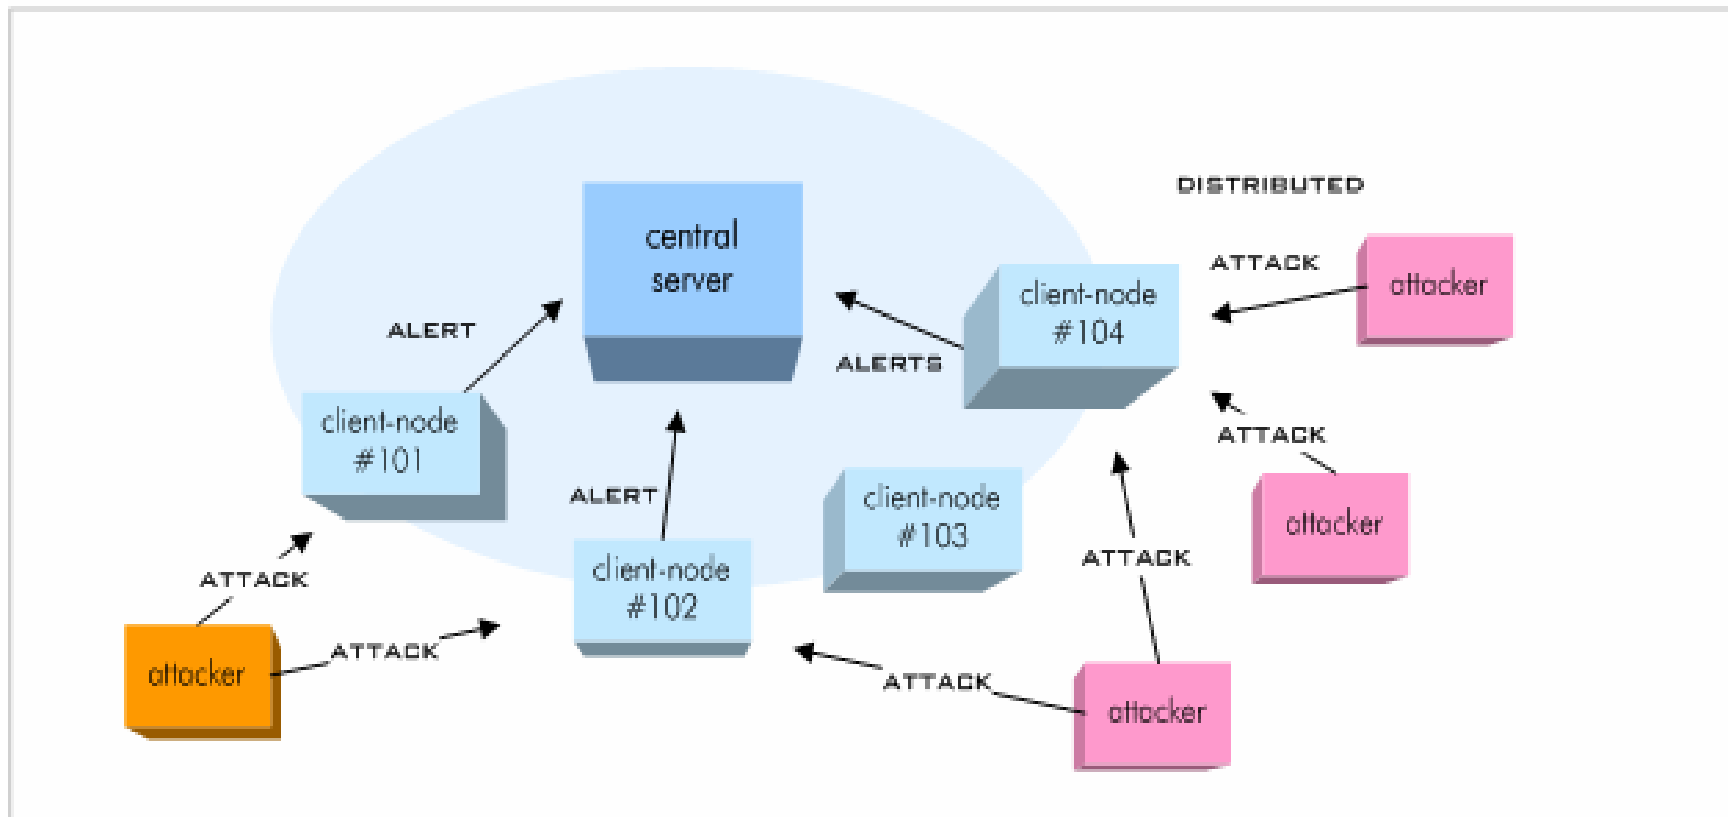 DISTRIBUTED
central
server
ATTACK
attacker
client-node
#104
ALERT
ALERTS
client-node
#101
ATTACK
attacker
ALERT
client-node
#103
ATTACK
client-node
#102
ATTACK
attacker
ATTACK
ATTACK
attacker